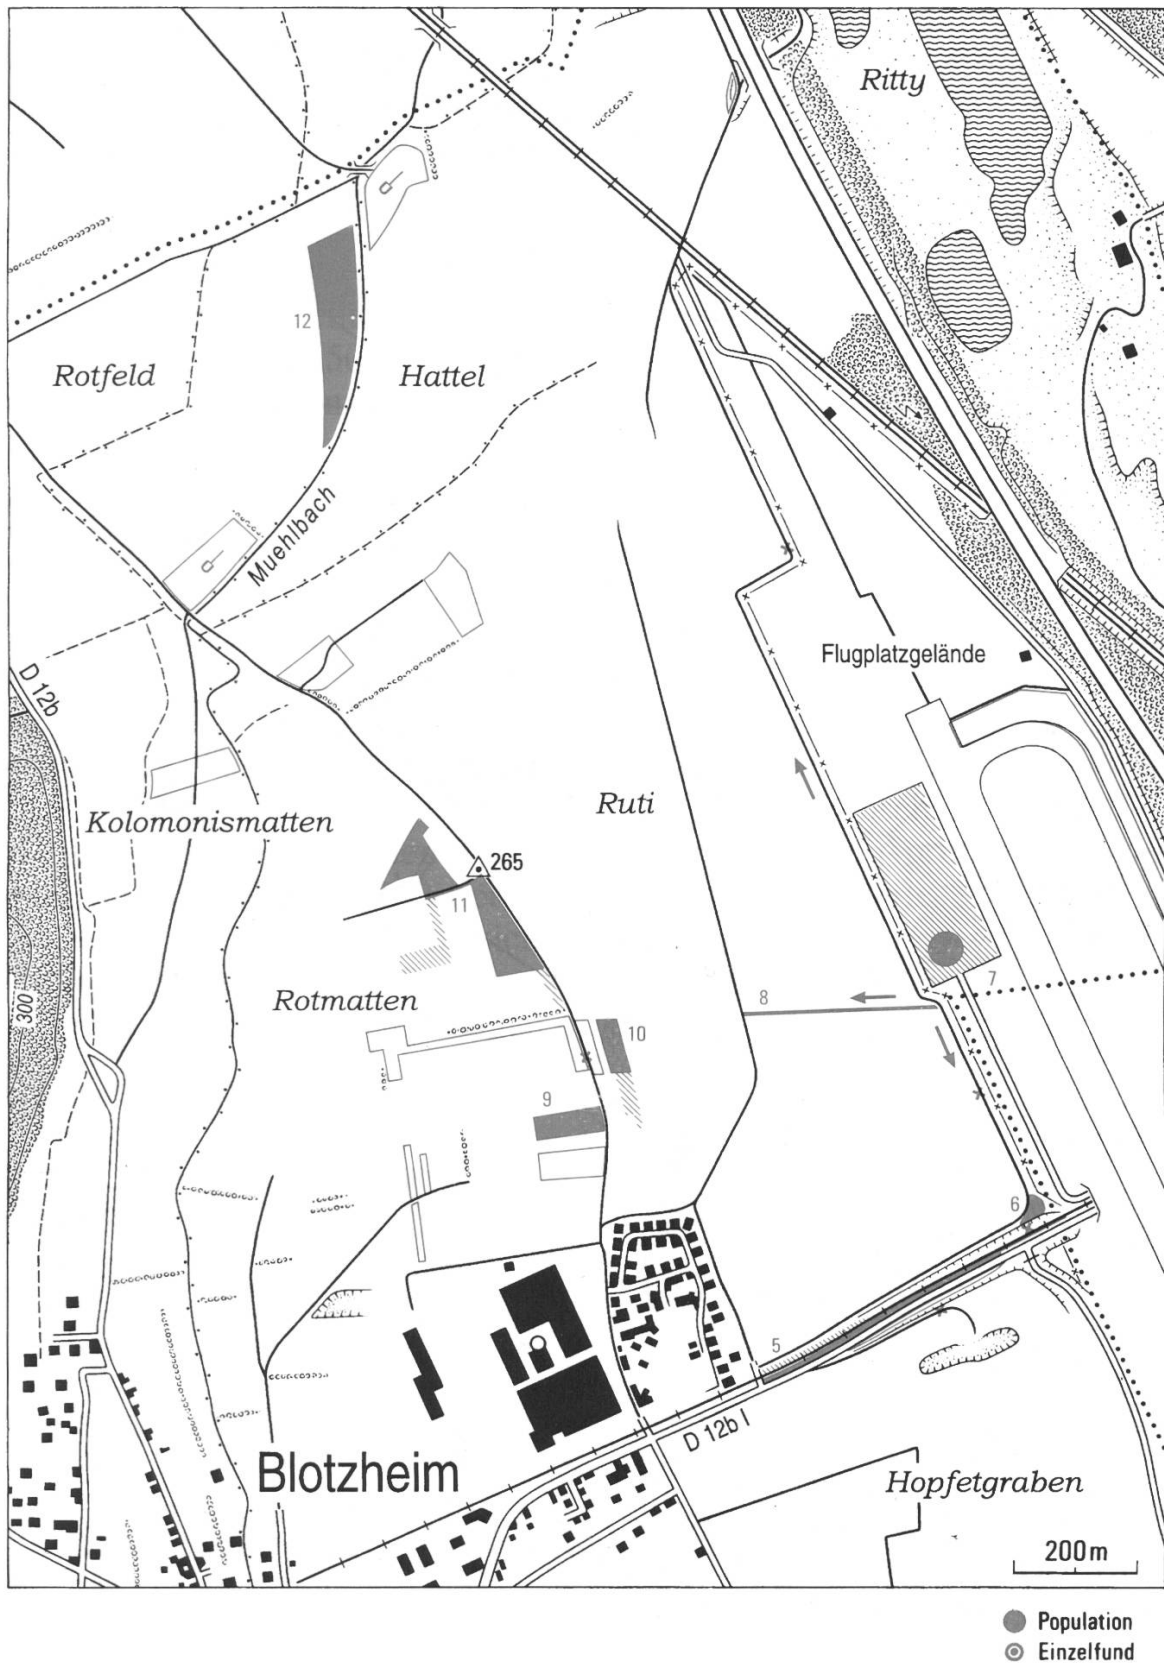 Ritty
12
Rotfeld
Hattel
Muehlbach
D 12b
Flugplatzgelände
Kolomonismatten
Ruti
265
11
300
Rotmatten
8
7
10
9
6
5
D 12b I
Blotzheim
Hopfetgraben
200m
Population
Einzelfund